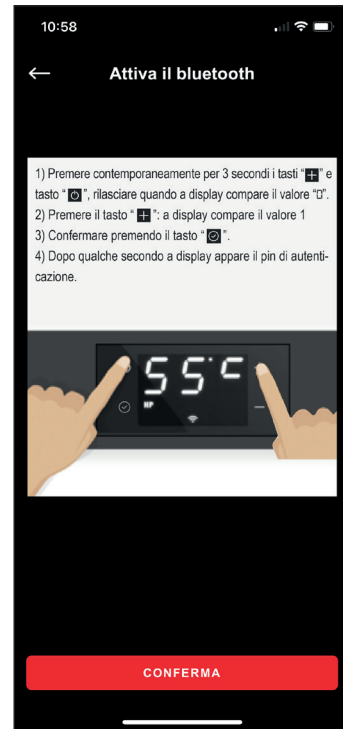 10:58
Attiva il bluetooth
1) Premere contemporaneamente per 3 secondi i tasti “+” e
tasto “⏻”, rilasciare quando a display compare il valore “0”.
2) Premere il tasto “+”: a display compare il valore 1
3) Confermare premendo il tasto “✓”.
4) Dopo qualche secondo a display appare il pin di autenti-
cazione.
55°C
HP
CONFERMA